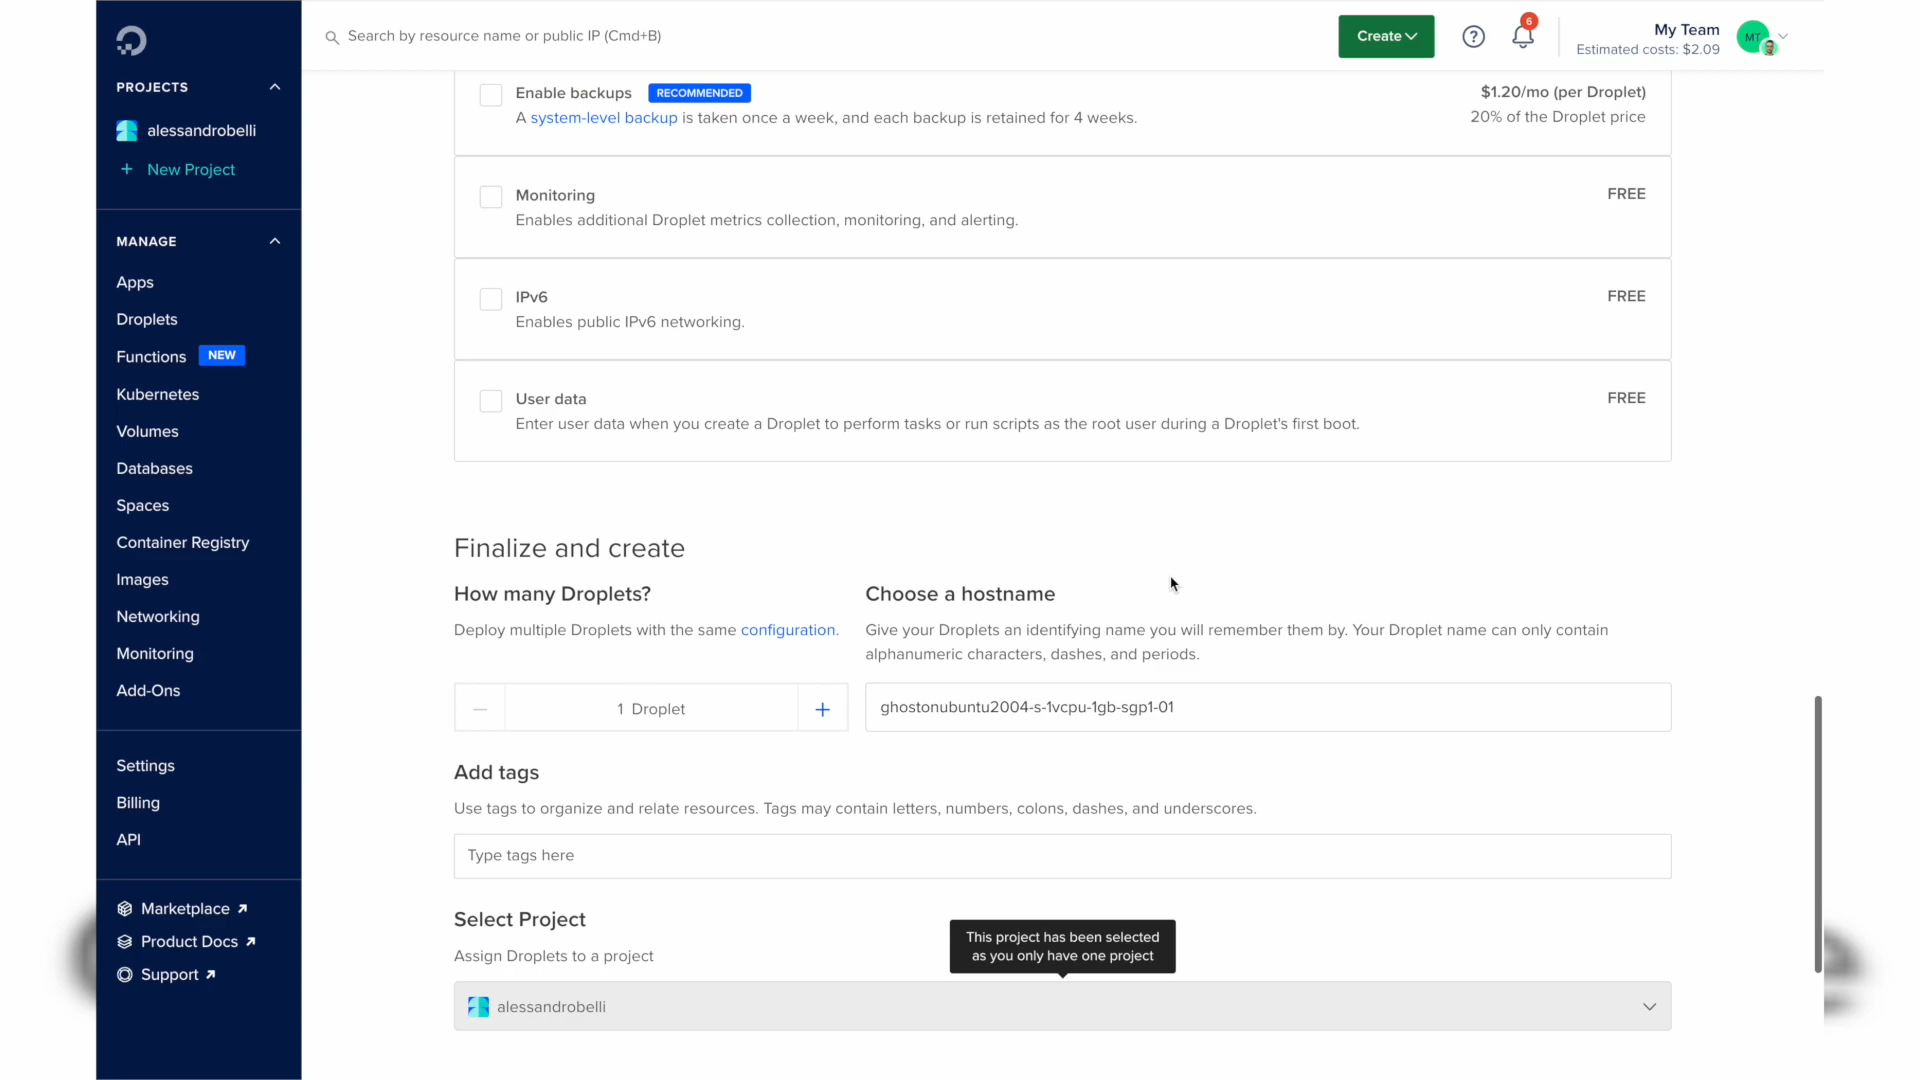 Search by resource name or public IP (Cmd+B)
Create
?
6
My Team
Estimated costs: $2.09
MT
PROJECTS
alessandrobelli
+ New Project
MANAGE
Apps
Droplets
Functions NEW
Kubernetes
Volumes
Databases
Spaces
Container Registry
Images
Networking
Monitoring
Add-Ons
Settings
Billing
API
Marketplace
Product Docs
Support
Enable backups RECOMMENDED
$1.20/mo (per Droplet)
A system-level backup is taken once a week, and each backup is retained for 4 weeks.
20% of the Droplet price
Monitoring
FREE
Enables additional Droplet metrics collection, monitoring, and alerting.
IPv6
FREE
Enables public IPv6 networking.
User data
FREE
Enter user data when you create a Droplet to perform tasks or run scripts as the root user during a Droplet's first boot.
Finalize and create
How many Droplets?
Deploy multiple Droplets with the same configuration.
1 Droplet
Choose a hostname
Give your Droplets an identifying name you will remember them by. Your Droplet name can only contain
alphanumeric characters, dashes, and periods.
ghostonubuntu2004-s-1vcpu-1gb-sgp1-01
Add tags
Use tags to organize and relate resources. Tags may contain letters, numbers, colons, dashes, and underscores.
Type tags here
Select Project
Assign Droplets to a project
This project has been selected
as you only have one project
alessandrobelli